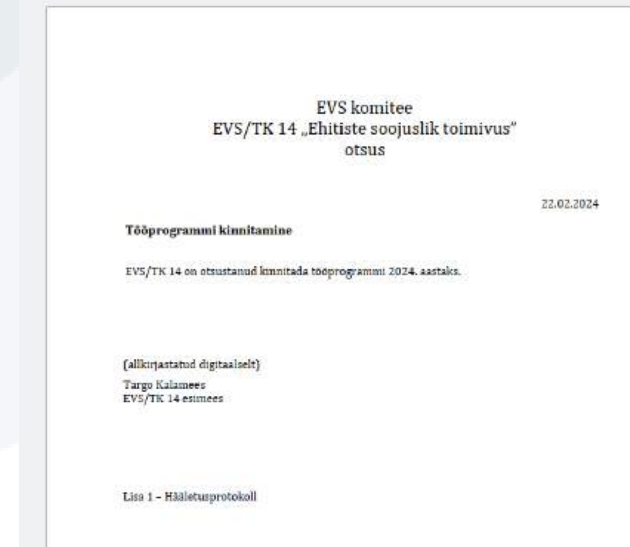 EVS komitee
EVS/TK 14 „Ehitiste soojuslik toimivus”
otsus
22.02.2024
Tööprogrammi kinnitamine
EVS/TK 14 on otsustanud kinnitada tööprogrammi 2024. aastaks.
(allkirjastatud digitaalselt)
Targo Kalamees
EVS/TK 14 esimees
Lisa 1 – Hääletusprotokoll